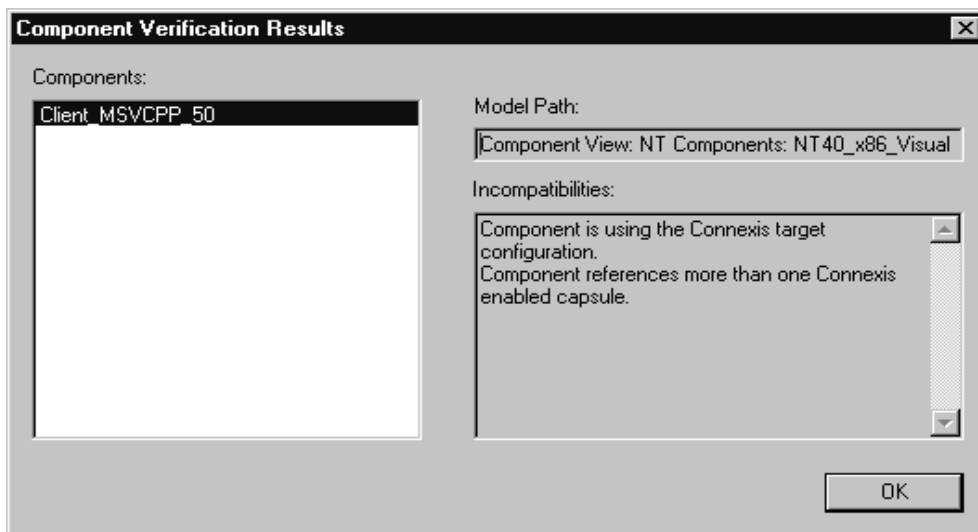 Component Verification Results
Components:
Client_MSVCPP_50
Model Path:
Component View: NT Components: NT40_x86_Visual
Incompatibilities:
Component is using the Connexis target
configuration.
Component references more than one Connexis
enabled capsule.
OK